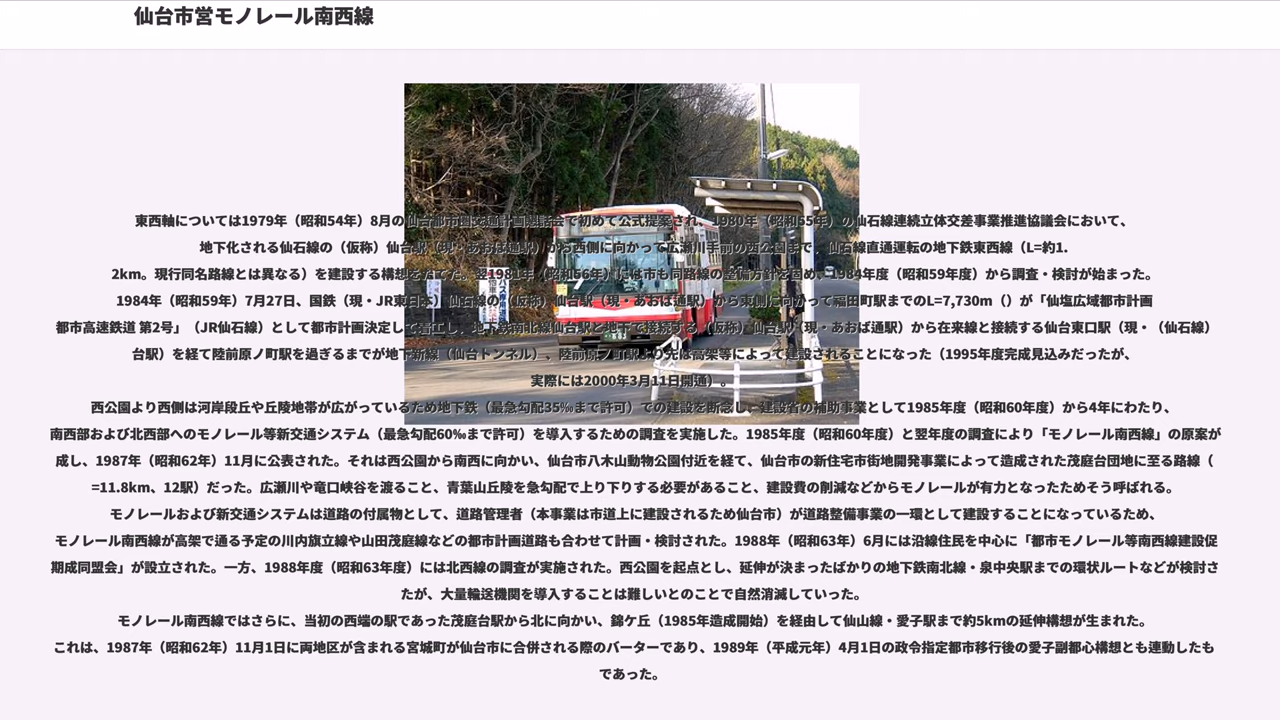 仙台市営モノレール南西線
東西軸については1979年（昭和54年）8月の仙台都市圏交通計画懇話会で初めて公式提案され、1980年（昭和55年）の仙石線連続立体交差事業推進協議会において、
地下化される仙石線の（仮称）仙台駅（現・あおば通駅）から西側に向かって広瀬川手前の西公園まで、仙石線直通運転の地下鉄東西線（L=約1.
2km。現行同名路線とは異なる）を建設する構想を立てた。翌1981年（昭和56年）には市も同路線の整備方針を固め、1984年度（昭和59年度）から調査・検討が始まった。
1984年（昭和59年）7月27日、国鉄（現・JR東日本）仙石線の（仮称）仙台駅（現・あおば通駅）から東側に向かって福田町駅までのL=7,730m（）が「仙塩広域都市計画
都市高速鉄道 第2号」（JR仙石線）として都市計画決定して着工し、地下鉄南北線仙台駅と地下で接続する（仮称）仙台駅（現・あおば通駅）から在来線と接続する仙台東口駅（現・（仙石線）
台駅）を経て陸前原ノ町駅を過ぎるまでが地下新線（仙台トンネル）、陸前原ノ町駅より先は高架等によって建設されることになった（1995年度完成見込みだったが、
実際には2000年3月11日開通）。
西公園より西側は河岸段丘や丘陵地帯が広がっているため地下鉄（最急勾配35‰まで許可）での建設を断念し、建設省の補助事業として1985年度（昭和60年度）から4年にわたり、
南西部および北西部へのモノレール等新交通システム（最急勾配60‰まで許可）を導入するための調査を実施した。1985年度（昭和60年度）と翌年度の調査により「モノレール南西線」の原案が
成し、1987年（昭和62年）11月に公表された。それは西公園から南西に向かい、仙台市八木山動物公園付近を経て、仙台市の新住宅市街地開発事業によって造成された茂庭台団地に至る路線（
=11.8km、12駅）だった。広瀬川や竜口峡谷を渡ること、青葉山丘陵を急勾配で上り下りする必要があること、建設費の削減などからモノレールが有力となったためそう呼ばれる。
モノレールおよび新交通システムは道路の付属物として、道路管理者（本事業は市道上に建設されるため仙台市）が道路整備事業の一環として建設することになっているため、
モノレール南西線が高架で通る予定の川内旗立線や山田茂庭線などの都市計画道路も合わせて計画・検討された。1988年（昭和63年）6月には沿線住民を中心に「都市モノレール等南西線建設促
期成同盟会」が設立された。一方、1988年度（昭和63年度）には北西線の調査が実施された。西公園を起点とし、延伸が決まったばかりの地下鉄南北線・泉中央駅までの環状ルートなどが検討さ
たが、大量輸送機関を導入することは難しいとのことで自然消滅していった。
モノレール南西線ではさらに、当初の西端の駅であった茂庭台駅から北に向かい、錦ケ丘（1985年造成開始）を経由して仙山線・愛子駅まで約5kmの延伸構想が生まれた。
これは、1987年（昭和62年）11月1日に両地区が含まれる宮城町が仙台市に合併される際のバーターであり、1989年（平成元年）4月1日の政令指定都市移行後の愛子副都心構想とも連動したも
であった。